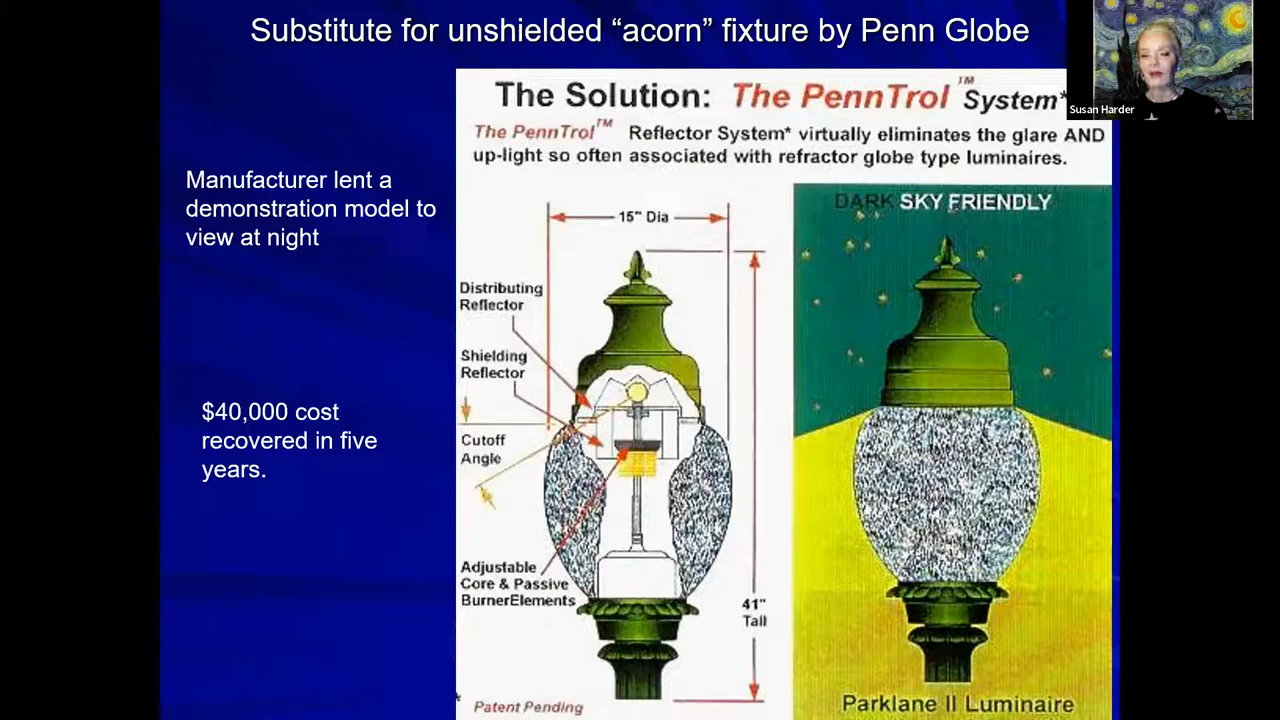 Substitute for unshielded “acorn” fixture by Penn Globe
Susan Harder
The Solution: The PennTrol™ System*
The PennTrol™ Reflector System* virtually eliminates the glare AND
up-light so often associated with refractor globe type luminaires.
Manufacturer lent a
demonstration model to
view at night
$40,000 cost
recovered in five
years.
15" Dia
Distributing
Reflector
Shielding
Reflector
Cutoff
Angle
Adjustable
Core & Passive
BurnerElements
41"
Tall
* Patent Pending
DARK SKY FRIENDLY
Parklane II Luminaire